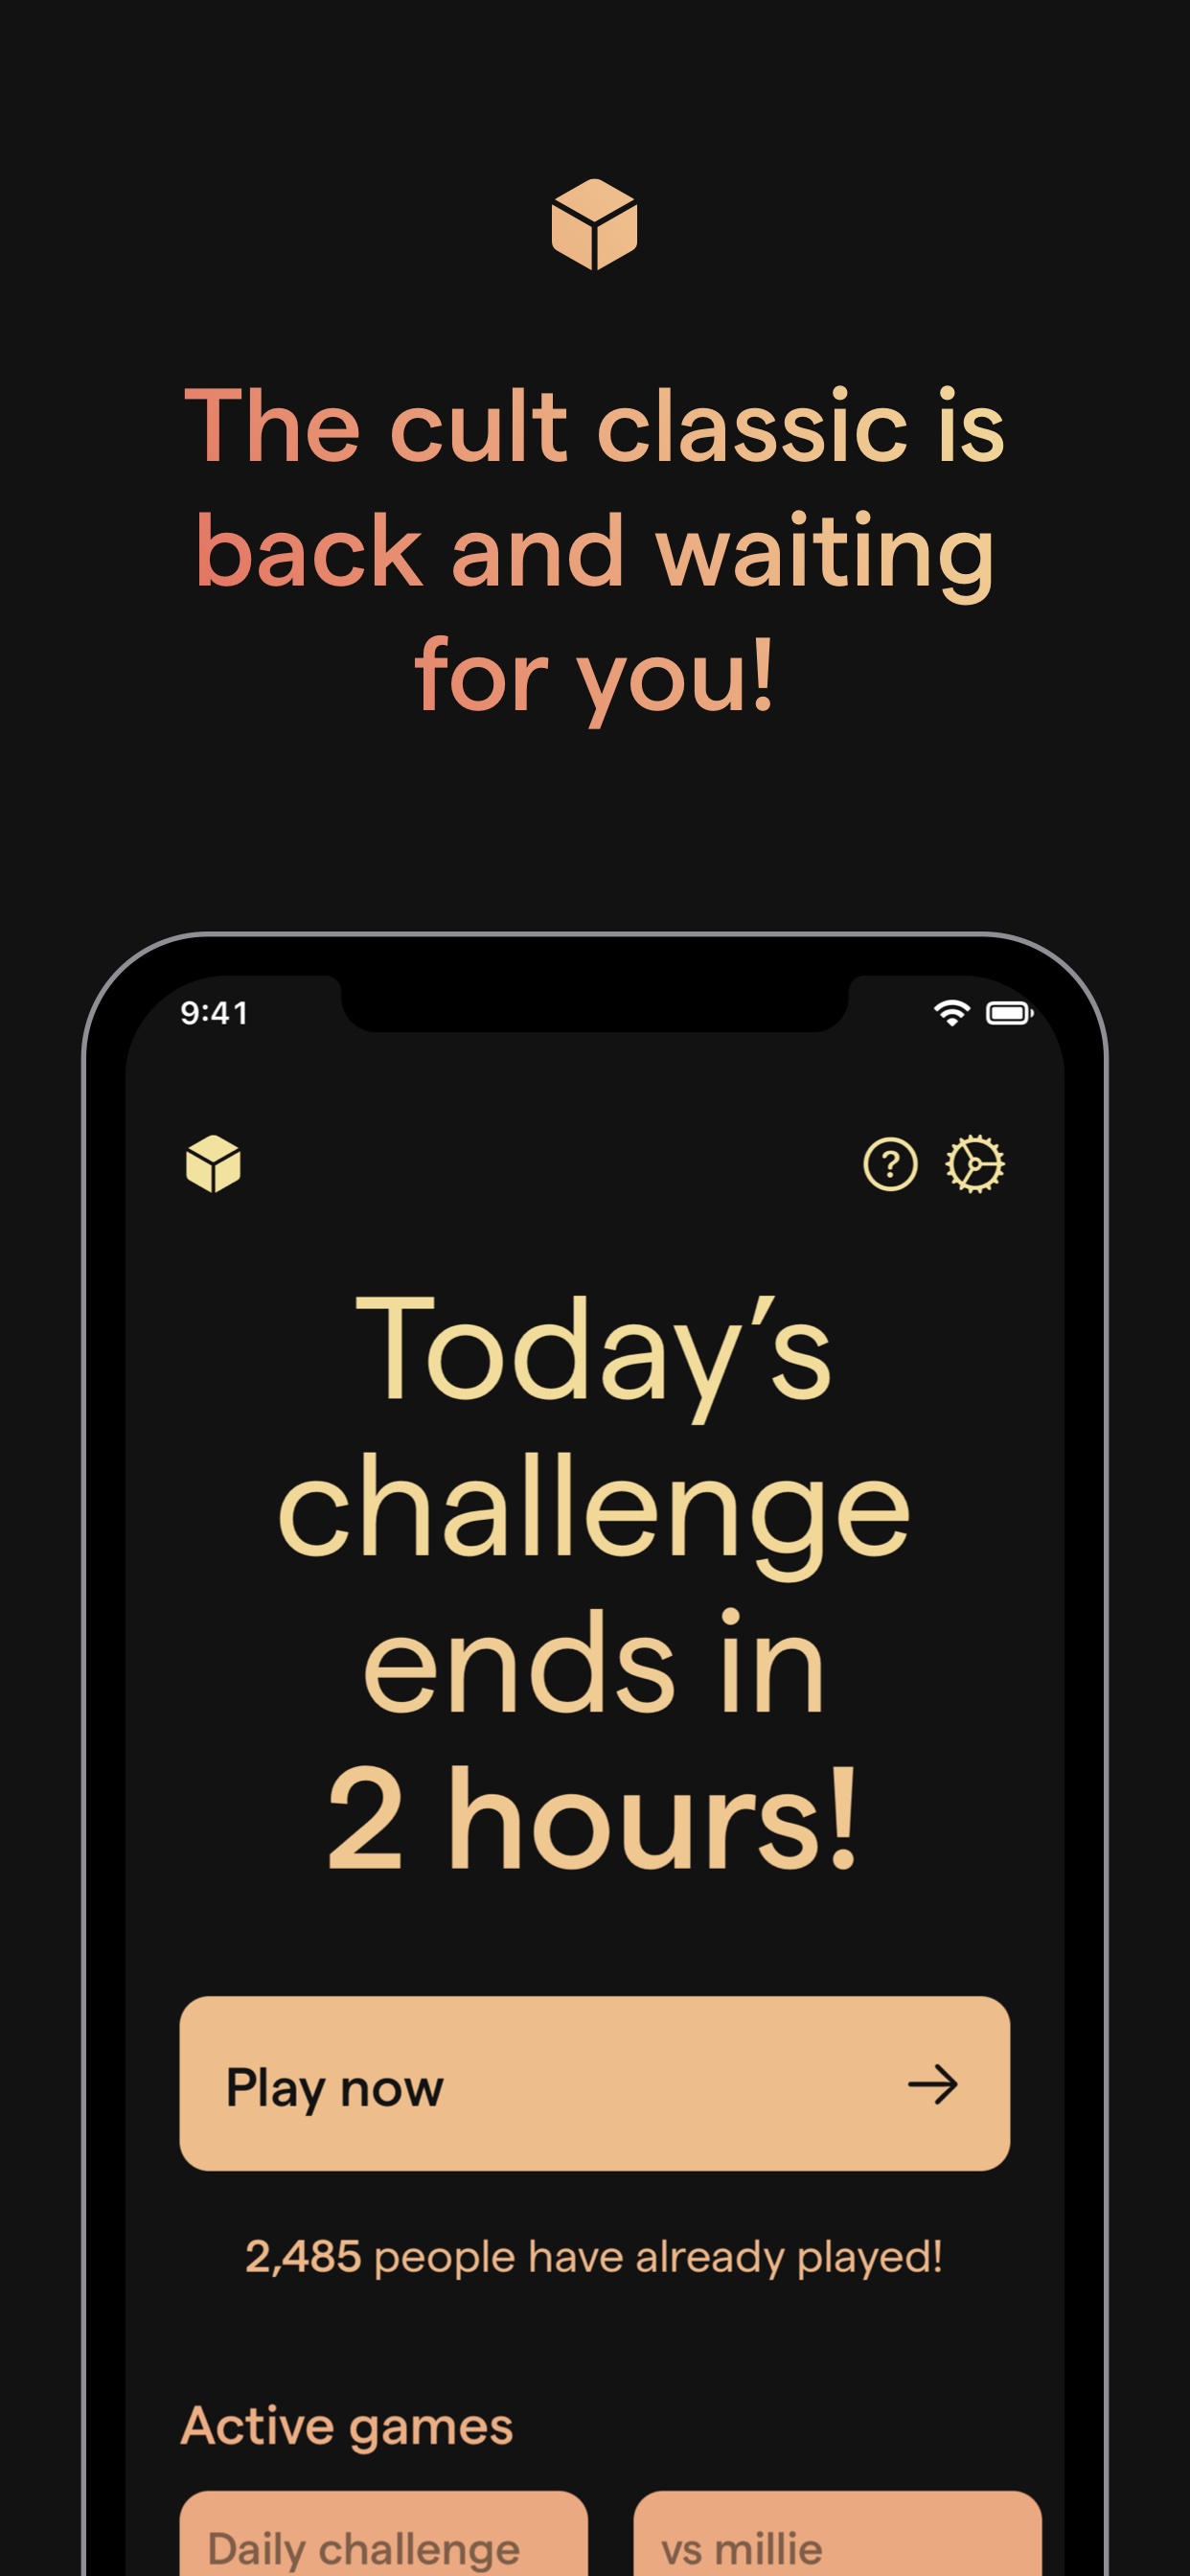 The cult classic is
back and waiting
for you!
9:41
?
Today’s
challenge
ends in
2 hours!
Play now
2,485 people have already played!
Active games
Daily challenge
vs millie